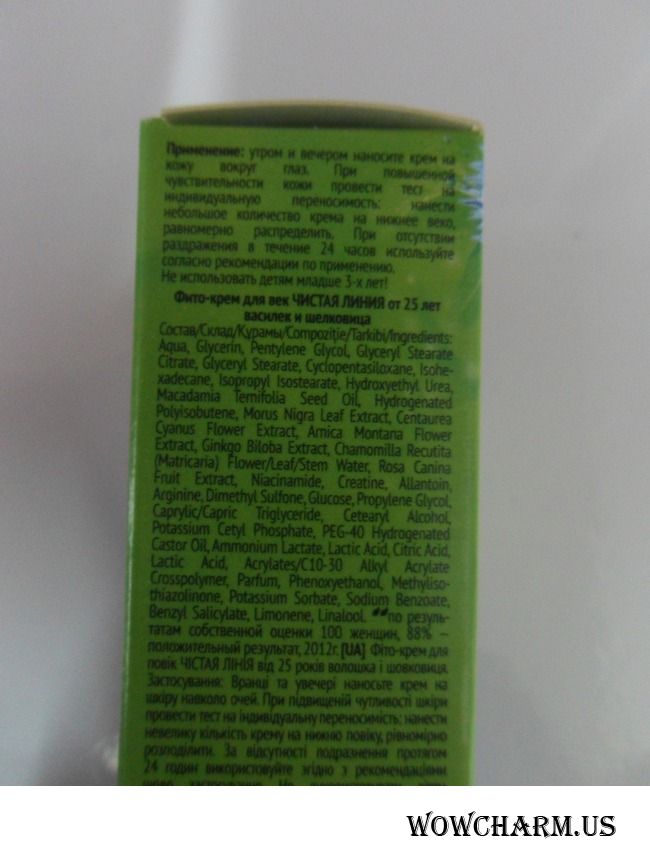 Применение: утром и вечером наносите крем на
кожу вокруг глаз. При повышенной
чувствительности кожи провести тест на
индивидуальную переносимость: нанести
небольшое количество крема на нижнее веко,
равномерно распределить. При отсутствии
раздражения в течение 24 часов используйте
согласно рекомендации по применению.
Не использовать детям младше 3-х лет!
Фито-крем для век ЧИСТАЯ ЛИНИЯ от 25 лет
василек и шелковица
Состав/Склад/Құрамы/Compoziţie/Tarkibi/Ingredients:
Aqua, Glycerin, Pentylene Glycol, Glyceryl Stearate
Citrate, Glyceryl Stearate, Cyclopentasiloxane, Isohe-
xadecane, Isopropyl Isostearate, Hydroxyethyl Urea,
Macadamia Ternifolia Seed Oil, Hydrogenated
Polyisobutene, Morus Nigra Leaf Extract, Centaurea
Cyanus Flower Extract, Arnica Montana Flower
Extract, Ginkgo Biloba Extract, Chamomilla Recutita
(Matricaria) Flower/Leaf/Stem Water, Rosa Canina
Fruit Extract, Niacinamide, Creatine, Allantoin,
Arginine, Dimethyl Sulfone, Glucose, Propylene Glycol,
Caprylic/Capric Triglyceride, Cetearyl Alcohol,
Potassium Cetyl Phosphate, PEG-40 Hydrogenated
Castor Oil, Ammonium Lactate, Lactic Acid, Citric Acid,
Lactic Acid, Acrylates/C10-30 Alkyl Acrylate
Crosspolymer, Parfum, Phenoxyethanol, Methyliso-
thiazolinone, Potassium Sorbate, Sodium Benzoate,
Benzyl Salicylate, Limonene, Linalool. **по резуль-
татам собственной оценки 100 женщин, 88% –
положительный результат, 2012г. [UA] Фіто-крем для
повік ЧІСТАЯ ЛІНІЯ від 25 років волошка і шовковиця.
Застосування: Вранці та увечері наносьте крем на
шкіру навколо очей. При підвищеній чутливості шкіри
провести тест на індивідуальну переносимість: нанести
невелику кількість крему на нижню повіку, рівномірно
розподілити. За відсутності подразнення протягом
24 годин використовуйте згідно з рекомендаціями
щодо застосування. Не
WOWCHARM.US